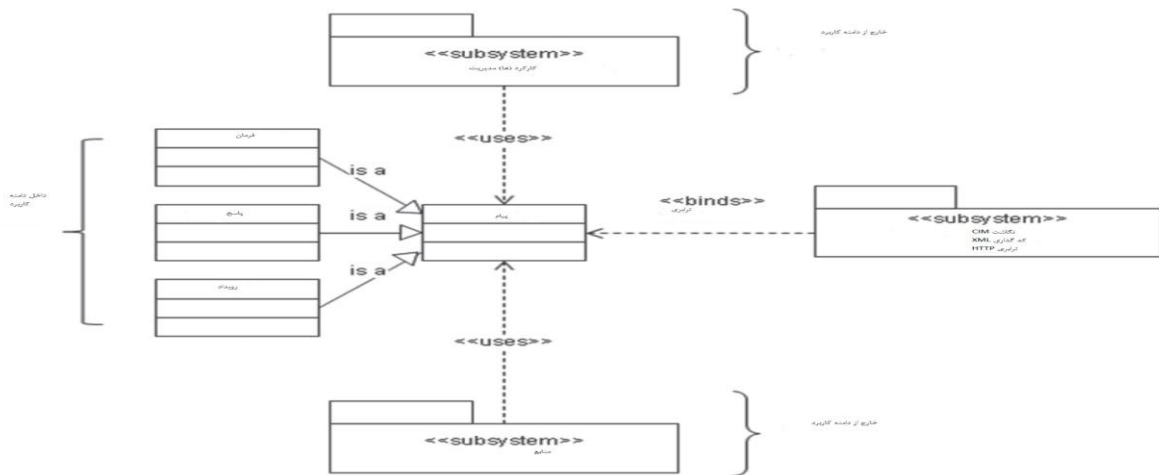 خارج از دامنه کاربرد
<<subsystem>>
کارکرد (ها) مدیریت
<<uses>>
فرمان
is a
داخل دامنه
کاربرد
پاسخ
is a
پیام
<<binds>>
ترابری
<<subsystem>>
نگاشت CIM
کد گذاری XML
ترابری HTTP
رویداد
is a
<<uses>>
خارج از دامنه کاربرد
<<subsystem>>
منابع